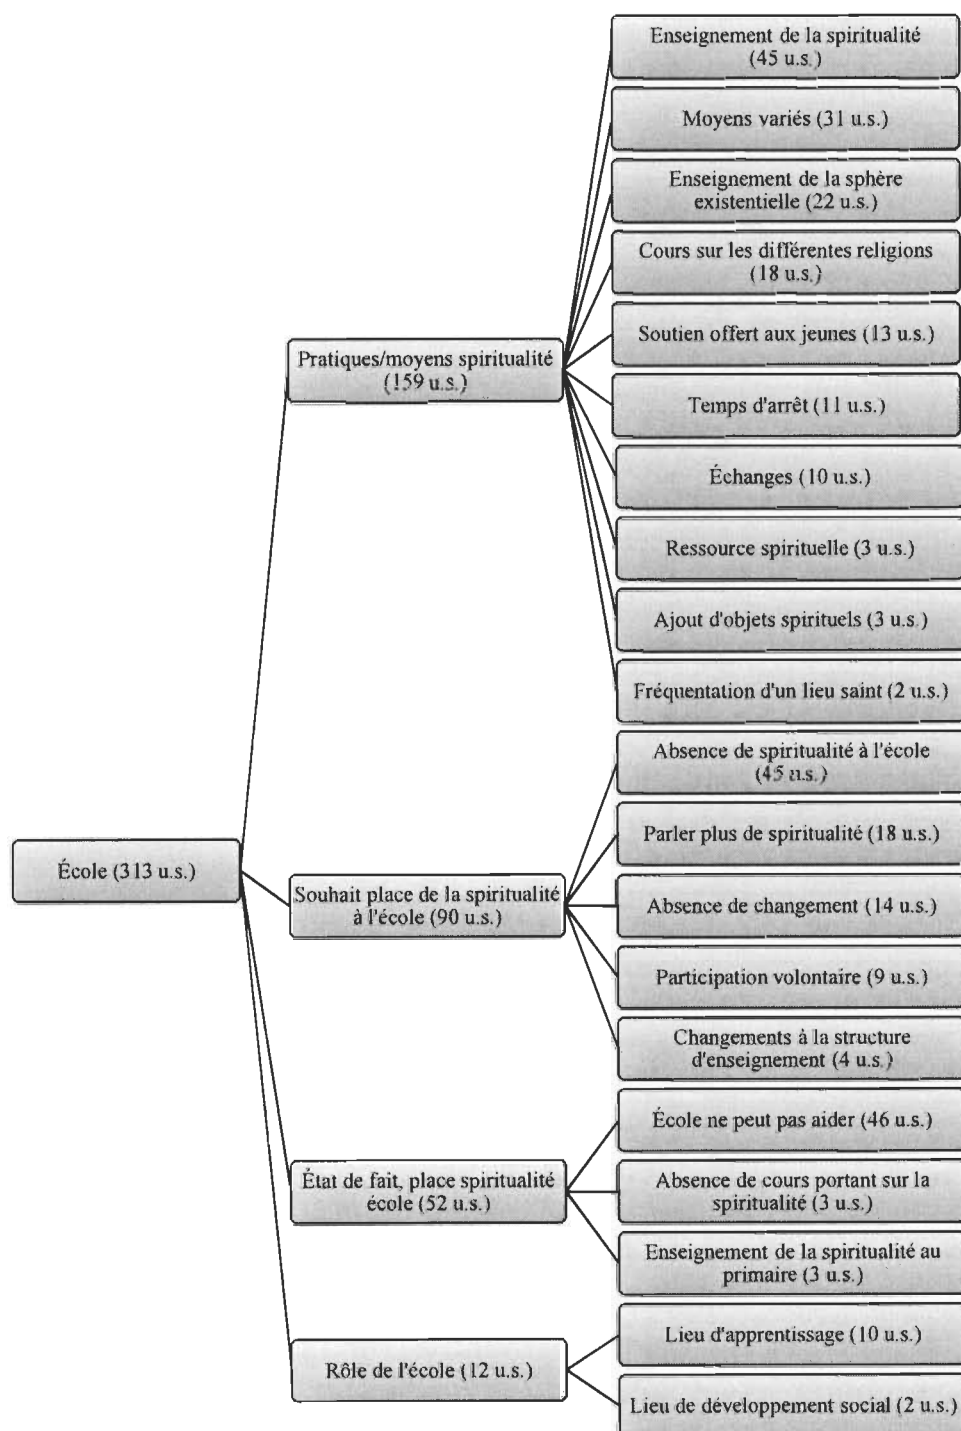 Enseignement de la spiritualité
(45 u.s.)
Moyens variés (31 u.s.)
Enseignement de la sphère
existentielle (22 u.s.)
Cours sur les différentes religions
(18 u.s.)
Soutien offert aux jeunes (13 u.s.)
Pratiques/moyens spiritualité
(159 u.s.)
Temps d'arrêt (11 u.s.)
Échanges (10 u.s.)
Ressource spirituelle (3 u.s.)
Ajout d'objets spirituels (3 u.s.)
Fréquentation d'un lieu saint (2 u.s.)
Absence de spiritualité à l'école
(45 u.s.)
Parler plus de spiritualité (18 u.s.)
École (313 u.s.)
Souhait place de la spiritualité
à l'école (90 u.s.)
Absence de changement (14 u.s.)
Participation volontaire (9 u.s.)
Changements à la structure
d'enseignement (4 u.s.)
École ne peut pas aider (46 u.s.)
État de fait, place spiritualité
école (52 u.s.)
Absence de cours portant sur la
spiritualité (3 u.s.)
Enseignement de la spiritualité au
primaire (3 u.s.)
Lieu d'apprentissage (10 u.s.)
Rôle de l'école (12 u.s.)
Lieu de développement social (2 u.s.)